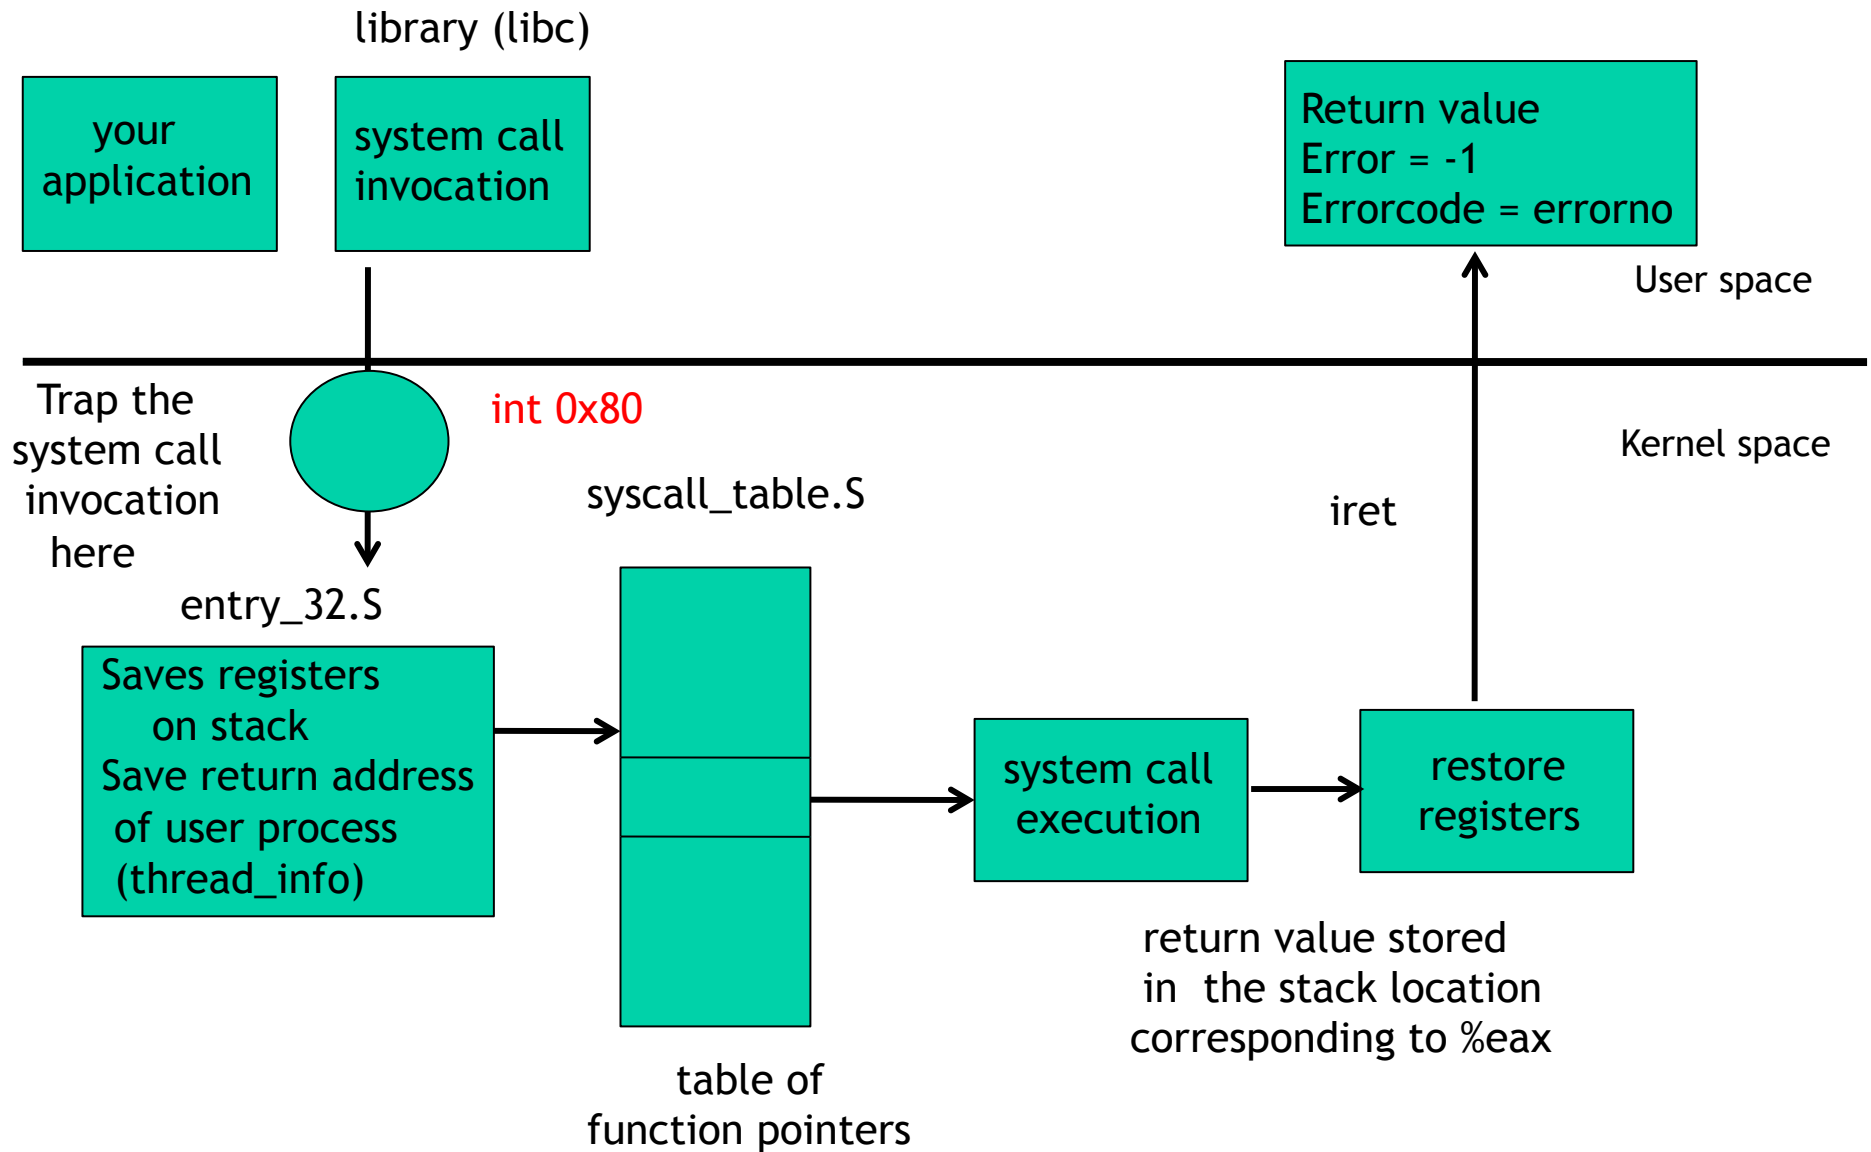 library (libc)
your
application
system call
invocation
Return value
Error = -1
Errorcode = errorno
User space
Trap the
system call
invocation
here
int 0x80
Kernel space
syscall_table.S
iret
entry_32.S
Saves registers
on stack
Save return address
of user process
(thread_info)
system call
execution
restore
registers
return value stored
in the stack location
corresponding to %eax
table of
function pointers